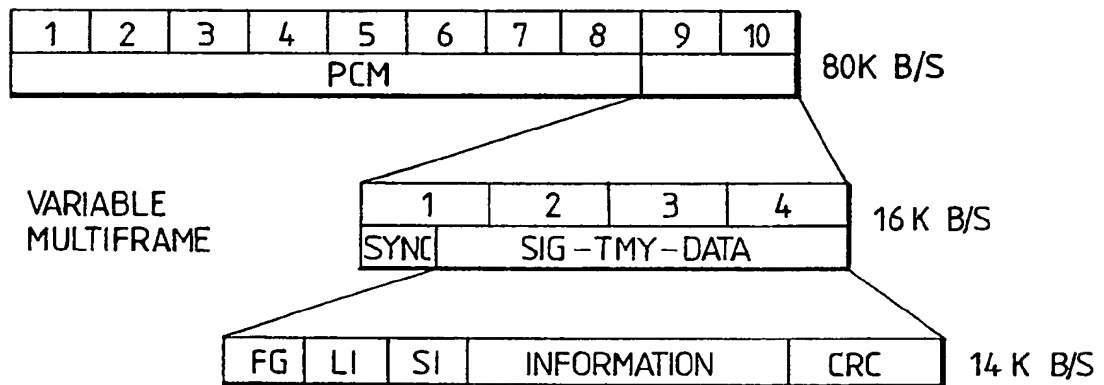 1 2 3 4 5 6 7 8 9 10
PCM
80K B/S
VARIABLE
MULTIFRAME
1 2 3 4
16K B/S
SYNC SIG-TMY-DATA
FG LI SI INFORMATION CRC 14K B/S